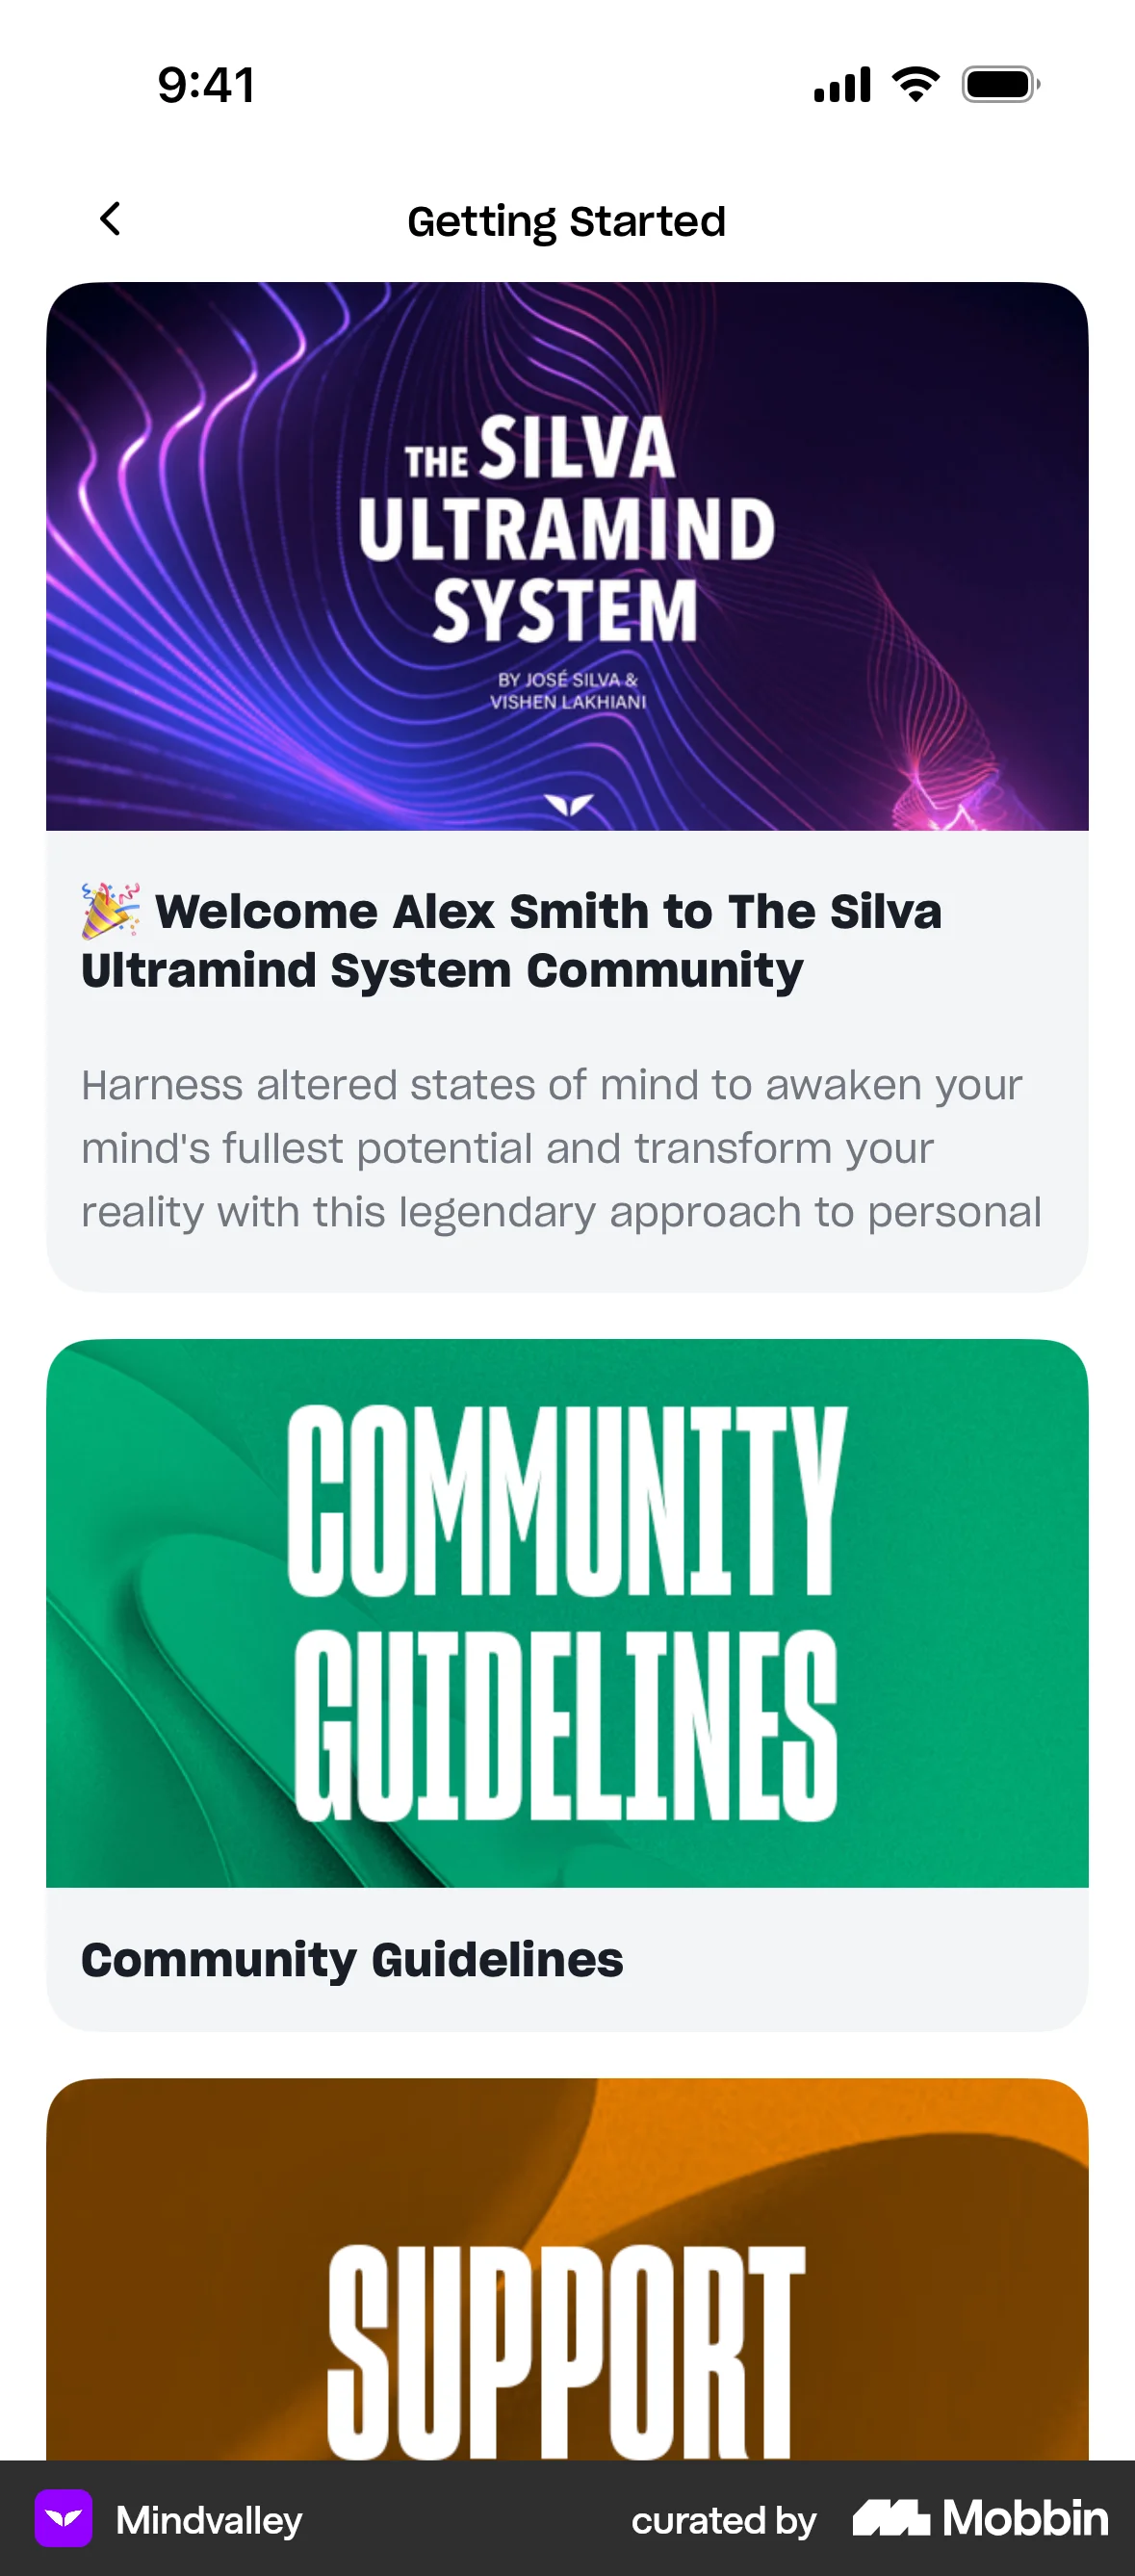 9:41
Getting Started
THE SILVA
ULTRAMIND
SYSTEM
BY JOSÉ SILVA &
VISHEN LAKHIANI
🎉 Welcome Alex Smith to The Silva
Ultramind System Community
Harness altered states of mind to awaken your
mind's fullest potential and transform your
reality with this legendary approach to personal
COMMUNITY
GUIDELINES
Community Guidelines
SUPPORT
Mindvalley
curated by Mobbin